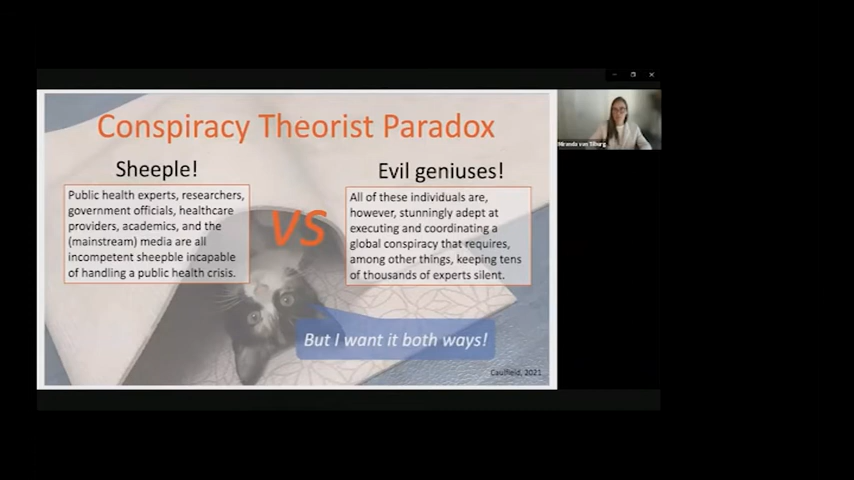 Conspiracy Theorist Paradox
Sheeple!
Public health experts, researchers,
government officials, healthcare
providers, academics, and the
(mainstream) media are all
incompetent sheepble incapable
of handling a public health crisis.
VS
Evil geniuses!
All of these individuals are,
however, stunningly adept at
executing and coordinating a
global conspiracy that requires,
among other things, keeping tens
of thousands of experts silent.
But I want it both ways!
Caulfield, 2021
Miranda van Tilburg